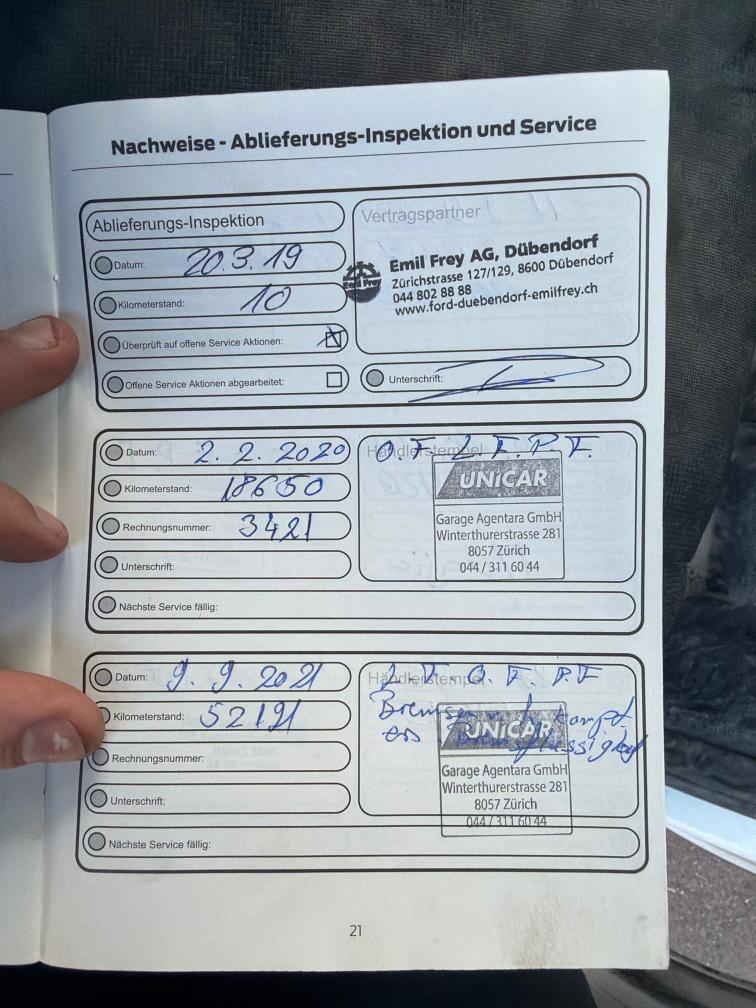 Nachweise - Ablieferungs-Inspektion und Service
Ablieferungs-Inspektion
Datum: 20.3.19
Kilometerstand: 10
Überprüft auf offene Service Aktionen:
Offene Service Aktionen abgearbeitet:
Vertragspartner
Emil Frey
Emil Frey AG, Dübendorf
Zürichstrasse 127/129, 8600 Dübendorf
044 802 88 88
www.ford-duebendorf-emilfrey.ch
Unterschrift:
Datum: 2. 2. 2020
Kilometerstand: 18650
Rechnungsnummer: 3421
Unterschrift:
Nächste Service fällig:
Händlerstempel
O.F L.F. P.F.
UNiCAR
Garage Agentara GmbH
Winterthurerstrasse 281
8057 Zürich
044 / 311 60 44
Datum: 9. 9. 2021
Kilometerstand: 52191
Rechnungsnummer:
Unterschrift:
Nächste Service fällig:
Händlerstempel
O. F. P.F
UNiCAR
Garage Agentara GmbH
Winterthurerstrasse 281
8057 Zürich
044 / 311 60 44
21